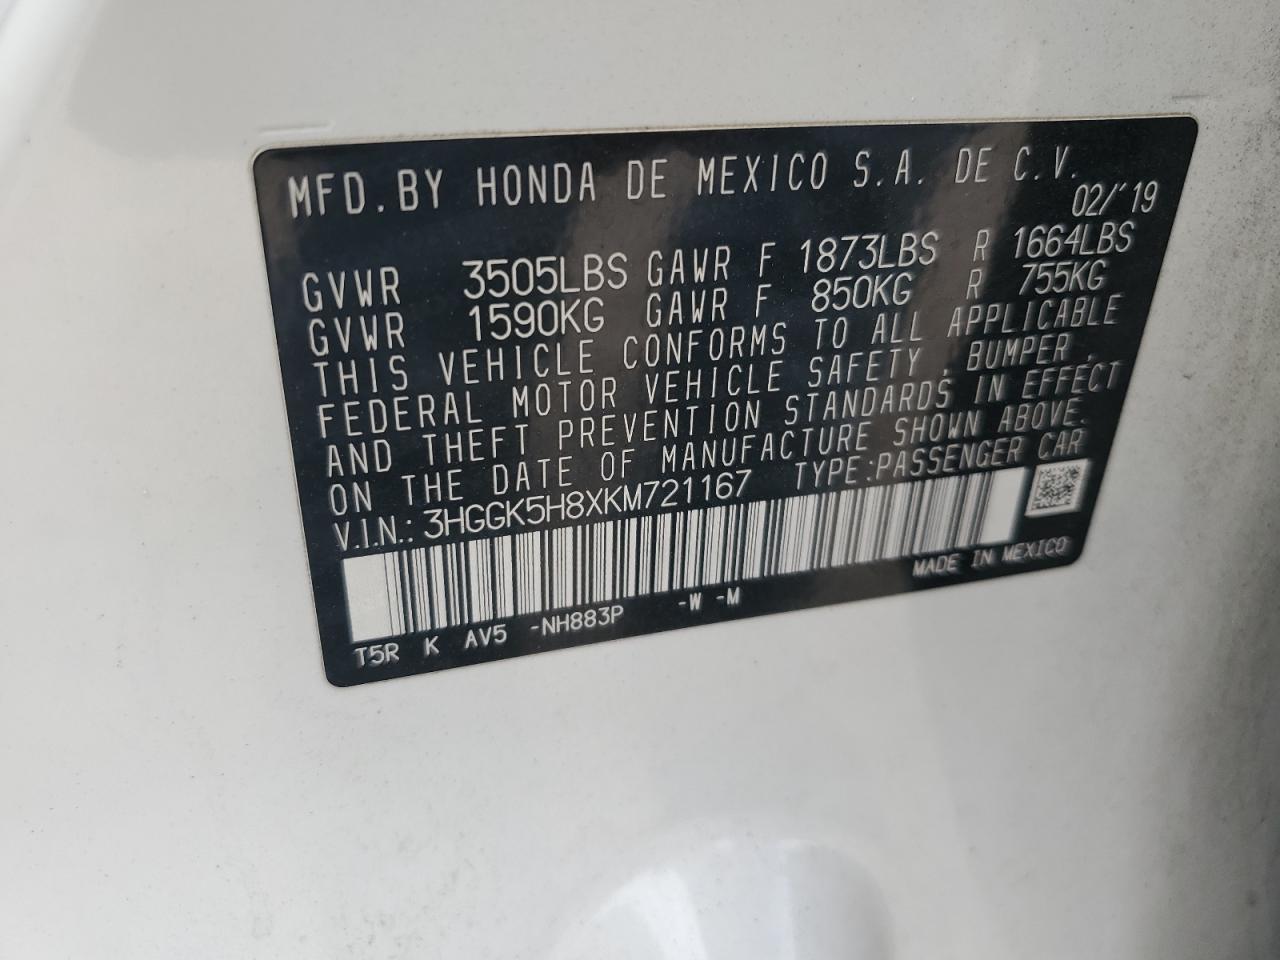 MFD.BY HONDA DE MEXICO S.A. DE C.V.
02/'19
GVWR 3505LBS GAWR F 1873LBS R 1664LBS
GVWR 1590KG GAWR F 850KG R 755KG
THIS VEHICLE CONFORMS TO ALL APPLICABLE
FEDERAL MOTOR VEHICLE SAFETY , BUMPER ,
AND THEFT PREVENTION STANDARDS IN EFFECT
ON THE DATE OF MANUFACTURE SHOWN ABOVE.
V.I.N.: 3HGGK5H8XKM721167 TYPE:PASSENGER CAR
MADE IN MEXICO
T5R K AV5 -NH883P -W -M